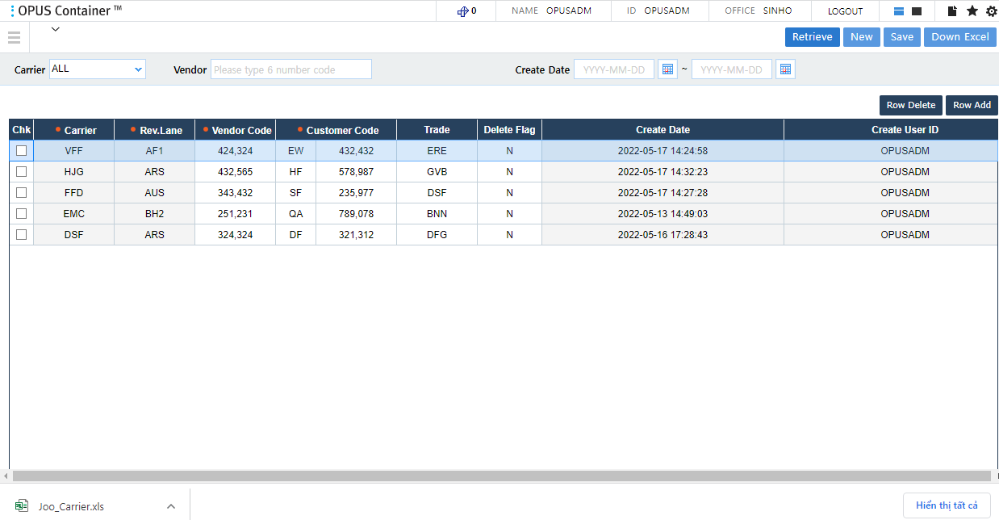 OPUS Container ™ 0 NAME OPUSADM ID OPUSADM OFFICE SINHO LOGOUT
Retrieve New Save Down Excel
Carrier ALL Vendor Please type 6 number code Create Date YYYY-MM-DD ~ YYYY-MM-DD
Row Delete Row Add
Chk Carrier Rev.Lane Vendor Code Customer Code Trade Delete Flag Create Date Create User ID
VFF AF1 424,324 EW 432,432 ERE N 2022-05-17 14:24:58 OPUSADM
HJG ARS 432,565 HF 578,987 GVB N 2022-05-17 14:32:23 OPUSADM
FFD AUS 343,432 SF 235,977 DSF N 2022-05-17 14:27:28 OPUSADM
EMC BH2 251,231 QA 789,078 BNN N 2022-05-13 14:49:03 OPUSADM
DSF ARS 324,324 DF 321,312 DFG N 2022-05-16 17:28:43 OPUSADM
Joo_Carrier.xls Hiển thị tất cả